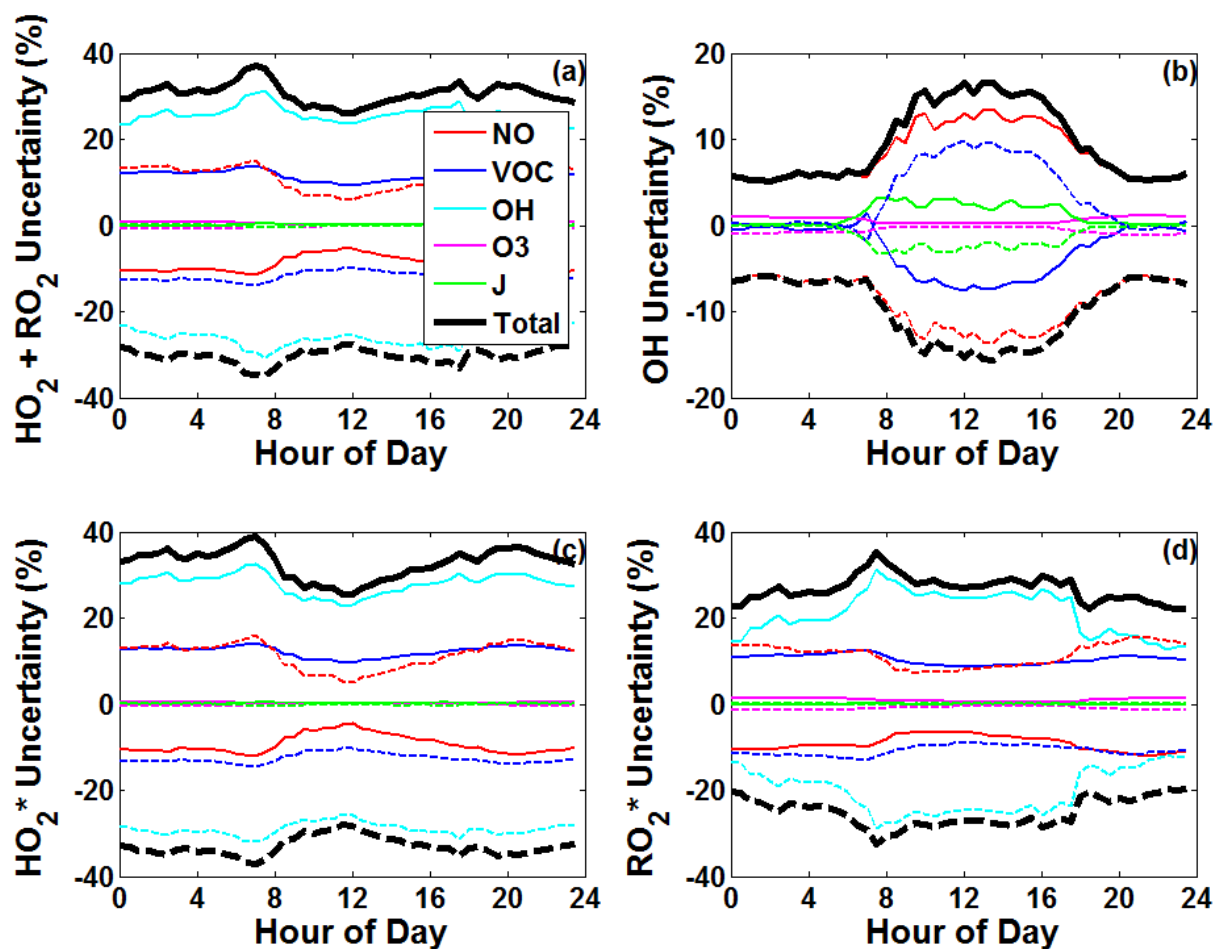 HO2 + RO2 Uncertainty (%)
40
20
0
-20
-40
(a)
NO
VOC
OH
O3
J
Total
0 4 8 12 16 20 24
Hour of Day
OH Uncertainty (%)
20
10
0
-10
-20
(b)
0 4 8 12 16 20 24
Hour of Day
HO2* Uncertainty (%)
40
20
0
-20
-40
(c)
0 4 8 12 16 20 24
Hour of Day
RO2* Uncertainty (%)
40
20
0
-20
-40
(d)
0 4 8 12 16 20 24
Hour of Day